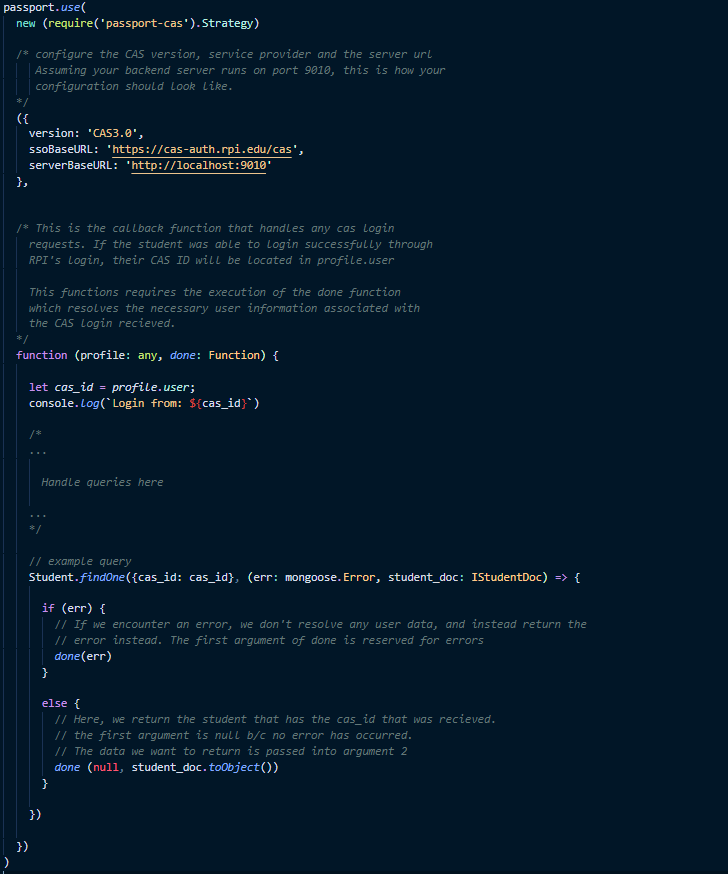 passport.use(
new (require('passport-cas').Strategy)
/* configure the CAS version, service provider and the server url
Assuming your backend server runs on port 9010, this is how your
configuration should look like.
*/
({
version: 'CAS3.0',
ssoBaseURL: 'https://cas-auth.rpi.edu/cas',
serverBaseURL: 'http://localhost:9010'
},
/* This is the callback function that handles any cas login
requests. If the student was able to login successfully through
RPI's login, their CAS ID will be located in profile.user
This functions requires the execution of the done function
which resolves the necessary user information associated with
the CAS login recieved.
*/
function (profile: any, done: Function) {
let cas_id = profile.user;
console.log(`Login from: ${cas_id}`)
/*
...
Handle queries here
...
*/
// example query
Student.findOne({cas_id: cas_id}, (err: mongoose.Error, student_doc: IStudentDoc) => {
if (err) {
// If we encounter an error, we don't resolve any user data, and instead return the
// error instead. The first argument of done is reserved for errors
done(err)
}
else {
// Here, we return the student that has the cas_id that was recieved.
// the first argument is null b/c no error has occurred.
// The data we want to return is passed into argument 2
done (null, student_doc.toObject())
}
})
})
)